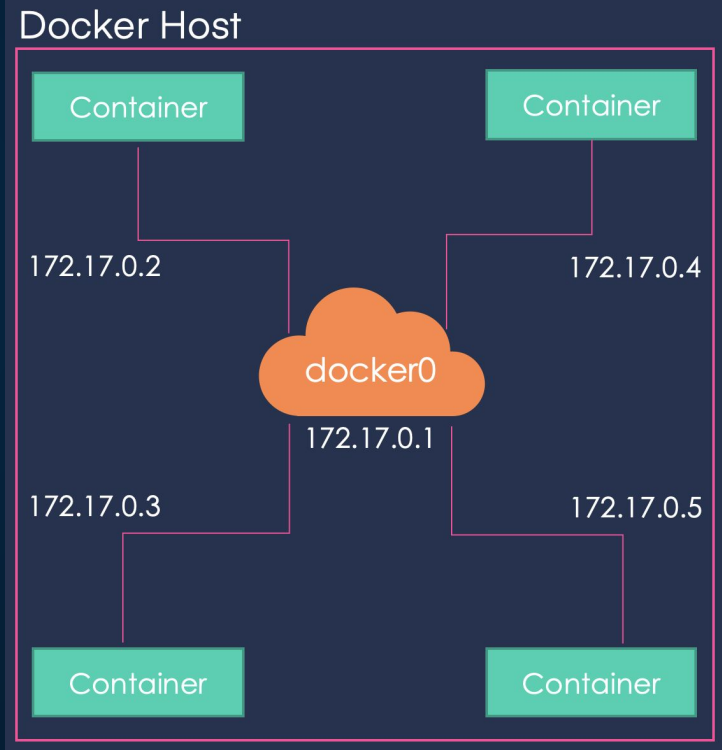 Docker Host
Container
Container
172.17.0.2
172.17.0.4
docker0
172.17.0.1
172.17.0.3
172.17.0.5
Container
Container